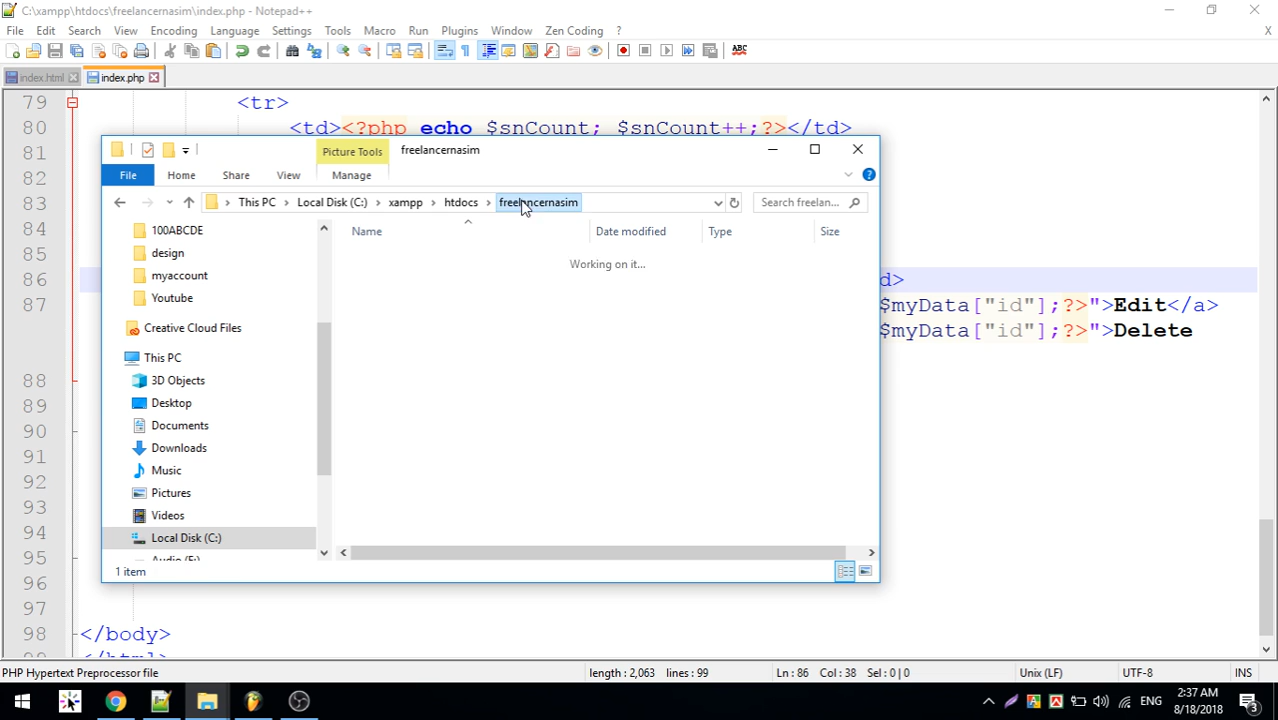 C:\xampp\htdocs\freelancernasim\index.php - Notepad++
File Edit Search View Encoding Language Settings Tools Macro Run Plugins Window Zen Coding ? X
ABC
index.html index.php
79 <tr>
80 <td><?php echo $snCount; $snCount++;?></td>
81
82
83
84
85
86 d>
87 $myData["id"];?>">Edit</a>
$myData["id"];?>">Delete
88
89
90
91
92
93
94
95
96
97
98 </body>
</html>
Picture Tools freelancernasim
File Home Share View Manage
This PC Local Disk (C:) xampp htdocs freelancernasim Search freelan...
Name Date modified Type Size
Working on it...
100ABCDE
design
myaccount
Youtube
Creative Cloud Files
This PC
3D Objects
Desktop
Documents
Downloads
Music
Pictures
Videos
Local Disk (C:)
Audio (E:)
1 item
PHP Hypertext Preprocessor file length : 2,063 lines : 99 Ln : 86 Col : 38 Sel : 0 | 0 Unix (LF) UTF-8 INS
ENG 2:37 AM
8/18/2018
3